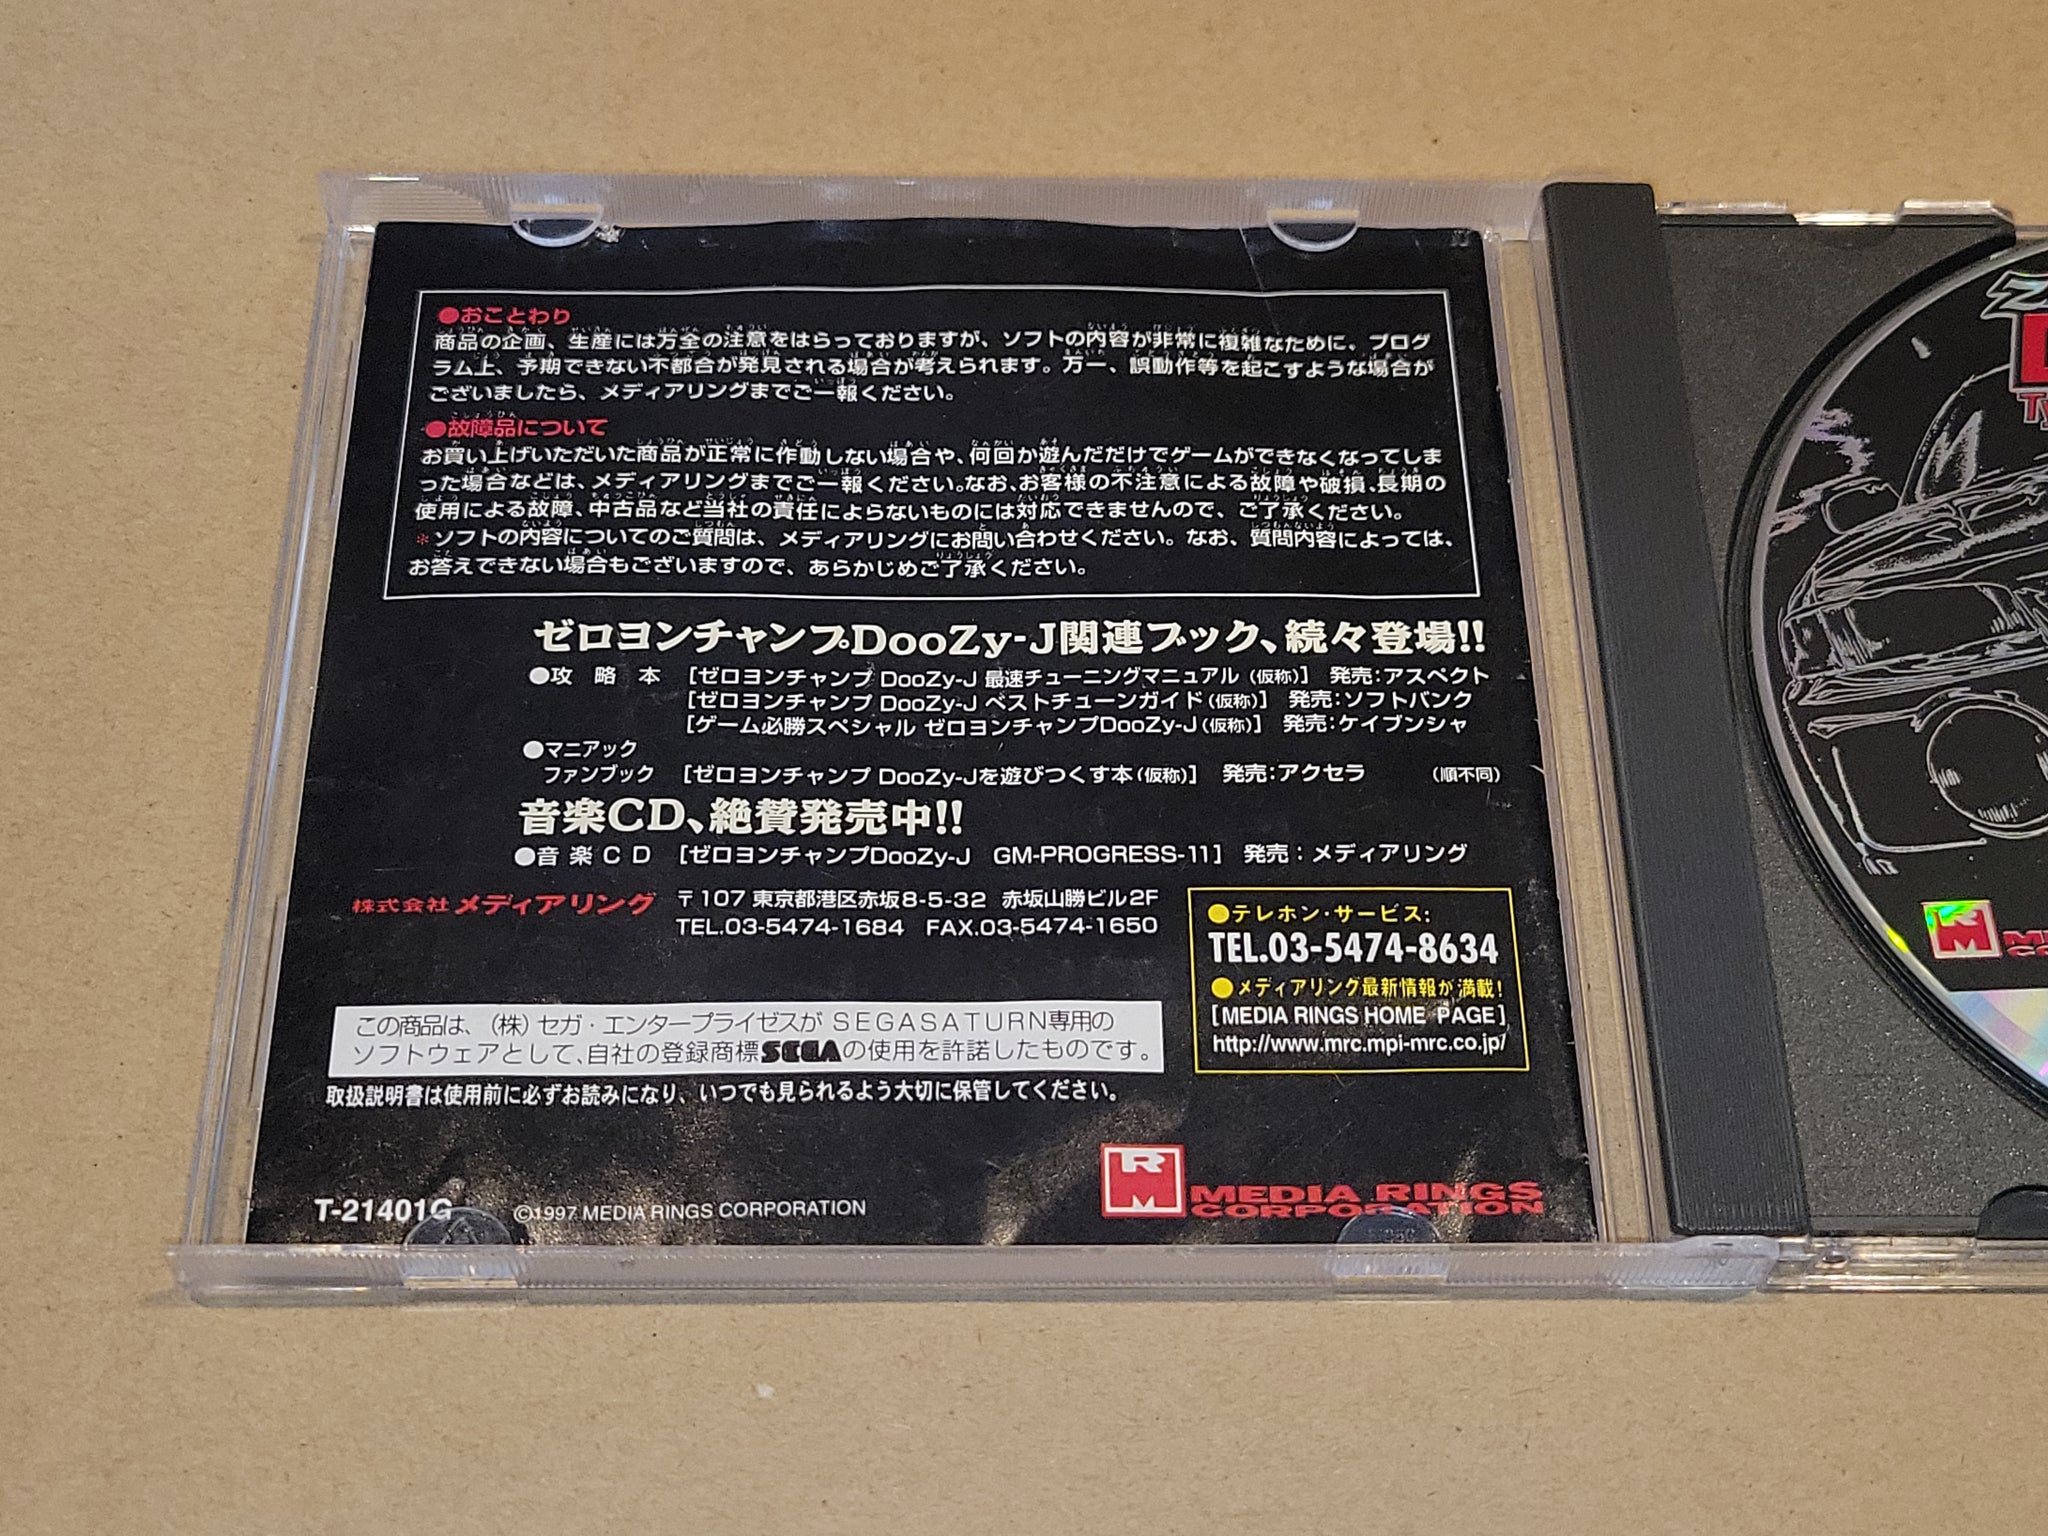 ●おことわり
商品の企画、生産には万全の注意をはらっておりますが、ソフトの内容が非常に複雑なために、プログ
ラム上、予期できない不都合が発見される場合が考えられます。万一、誤動作等を起こすような場合が
ございましたら、メディアリングまでご一報ください。
●故障品について
お買い上げいただいた商品が正常に作動しない場合や、何回か遊んだだけでゲームができなくなってしま
った場合などは、メディアリングまでご一報ください。なお、お客様の不注意による故障や破損、長期の
使用による故障、中古品など当社の責任によらないものには対応できませんので、ご了承ください。
*ソフトの内容についてのご質問は、メディアリングにお問い合わせください。なお、質問内容によっては、
お答えできない場合もございますので、あらかじめご了承ください。
ゼロヨンチャンプDooZy-J関連ブック、続々登場!!
●攻略本 [ゼロヨンチャンプ DooZy-J 最速チューニングマニュアル(仮称)] 発売:アスペクト
[ゼロヨンチャンプ DooZy-J ベストチューンガイド(仮称)] 発売:ソフトバンク
[ゲーム必勝スペシャル ゼロヨンチャンプDooZy-J(仮称)] 発売:ケイブンシャ
●マニアック
ファンブック [ゼロヨンチャンプ DooZy-Jを遊びつくす本(仮称)] 発売:アクセラ (順不同)
音楽CD、絶賛発売中!!
●音楽CD [ゼロヨンチャンプDooZy-J GM-PROGRESS-11] 発売:メディアリング
株式会社メディアリング 〒107 東京都港区赤坂8-5-32 赤坂山勝ビル2F
TEL.03-5474-1684 FAX.03-5474-1650
●テレホン・サービス:
TEL.03-5474-8634
●メディアリング最新情報が満載!
[MEDIA RINGS HOME PAGE]
http://www.mrc.mpi-mrc.co.jp/
この商品は、(株)セガ・エンタープライゼスが SEGASATURN専用の
ソフトウェアとして、自社の登録商標SEGAの使用を許諾したものです。
取扱説明書は使用前に必ずお読みになり、いつでも見られるよう大切に保管してください。
T-21401G ©1997 MEDIA RINGS CORPORATION
RM MEDIA RINGS
CORPORATION
RM